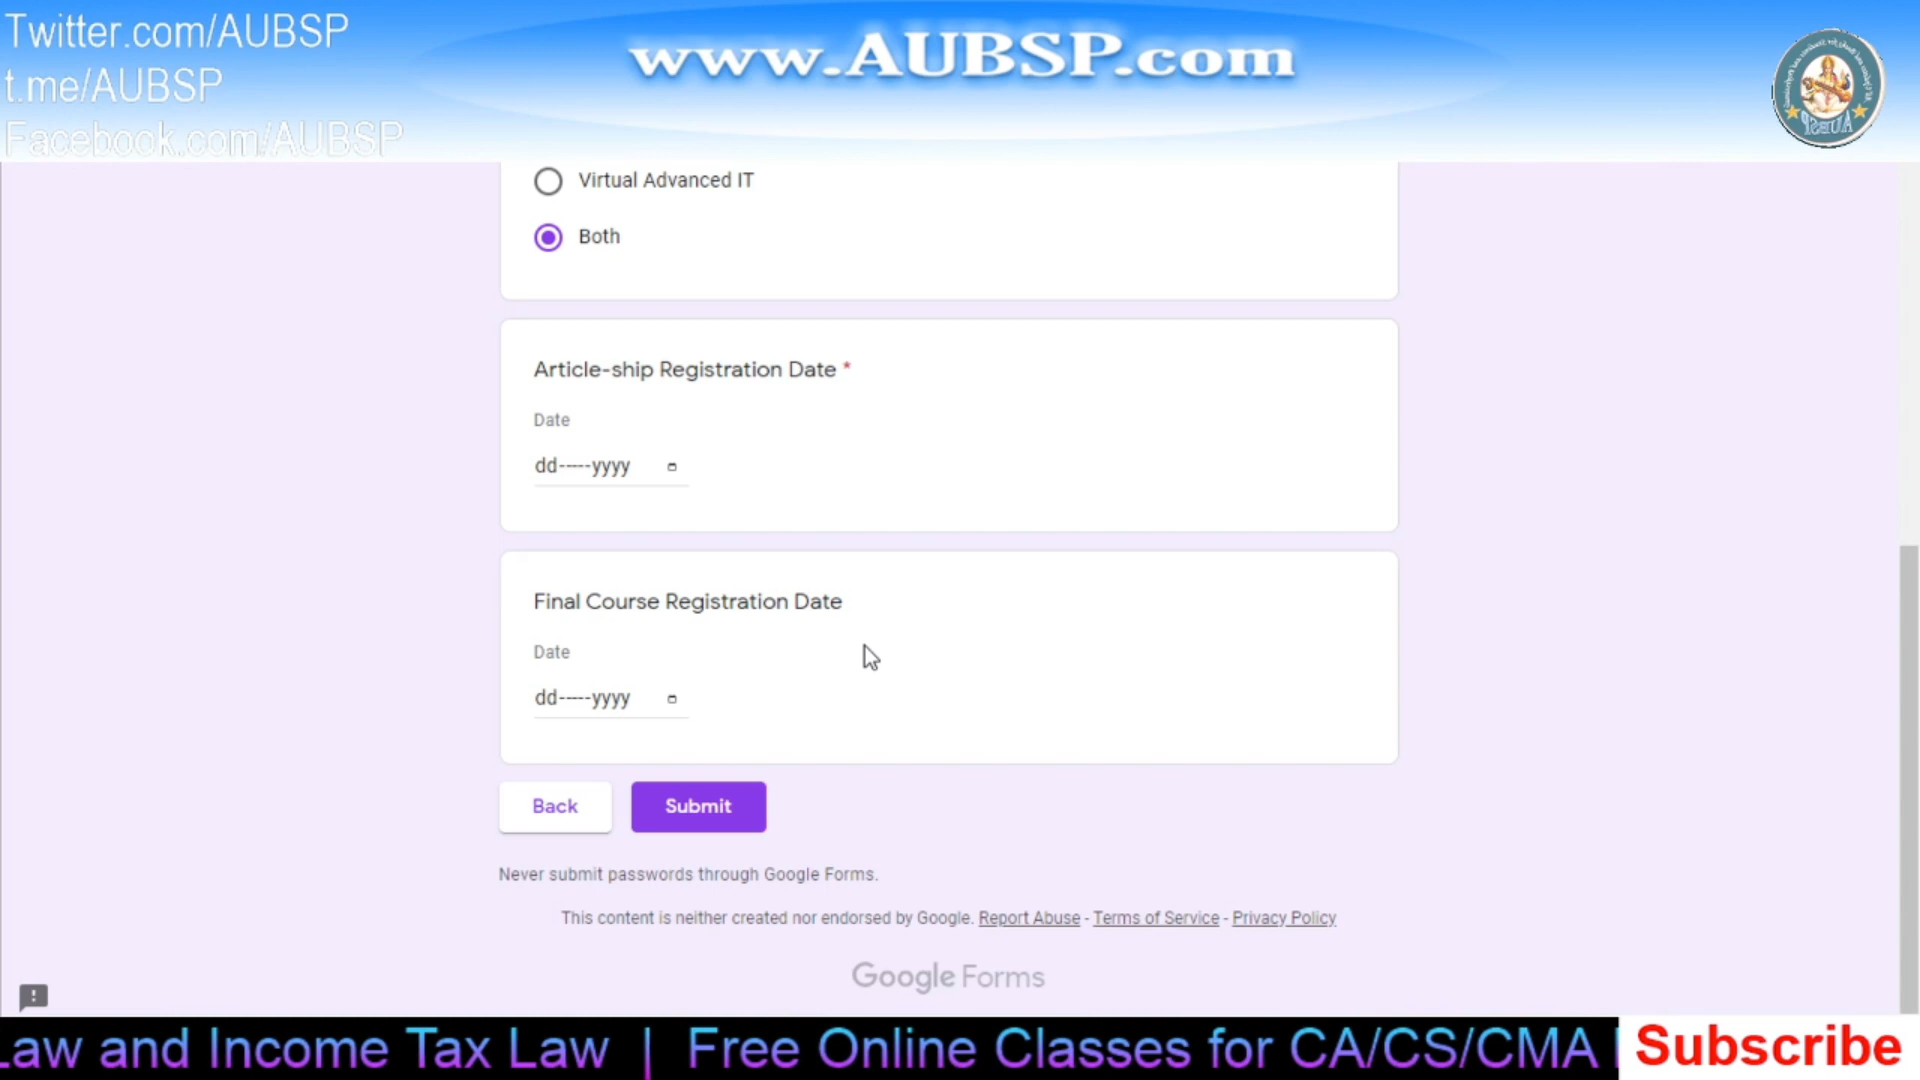 Twitter.com/AUBSP
t.me/AUBSP
Facebook.com/AUBSP
www.AUBSP.com
AUBSP
Virtual Advanced IT
Both
Article-ship Registration Date *
Date
dd-----yyyy
Final Course Registration Date
Date
dd-----yyyy
Back Submit
Never submit passwords through Google Forms.
This content is neither created nor endorsed by Google. Report Abuse - Terms of Service - Privacy Policy
Google Forms
Law and Income Tax Law | Free Online Classes for CA/CS/CMA
Subscribe